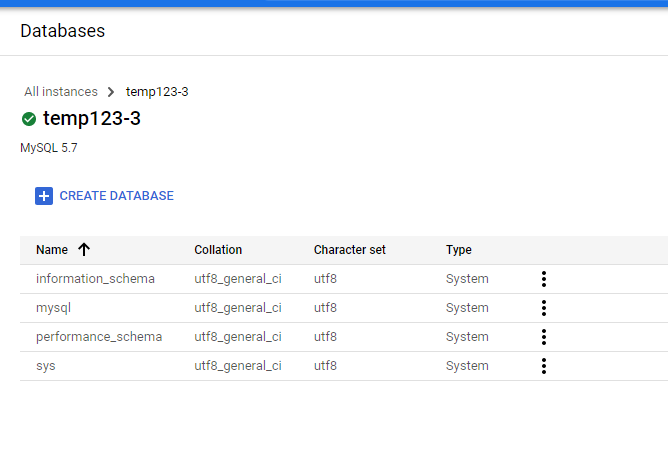 Databases
All instances > temp123-3
temp123-3
MySQL 5.7
CREATE DATABASE
Name Collation Character set Type
information_schema utf8_general_ci utf8 System
mysql utf8_general_ci utf8 System
performance_schema utf8_general_ci utf8 System
sys utf8_general_ci utf8 System